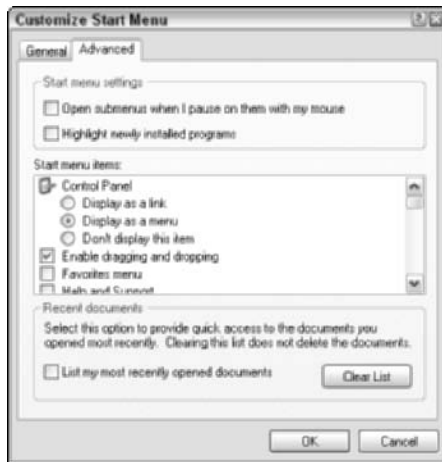 Customize Start Menu
General
Advanced
Start menu settings
Open submenus when I pause on them with my mouse
Highlight newly installed programs
Start menu items:
Control Panel
Display as a link
Display as a menu
Don't display this item
Enable dragging and dropping
Favorites menu
Help and Support
Recent documents
Select this option to provide quick access to the documents you
opened most recently. Clearing this list does not delete the documents.
List my most recently opened documents
Clear List
OK
Cancel